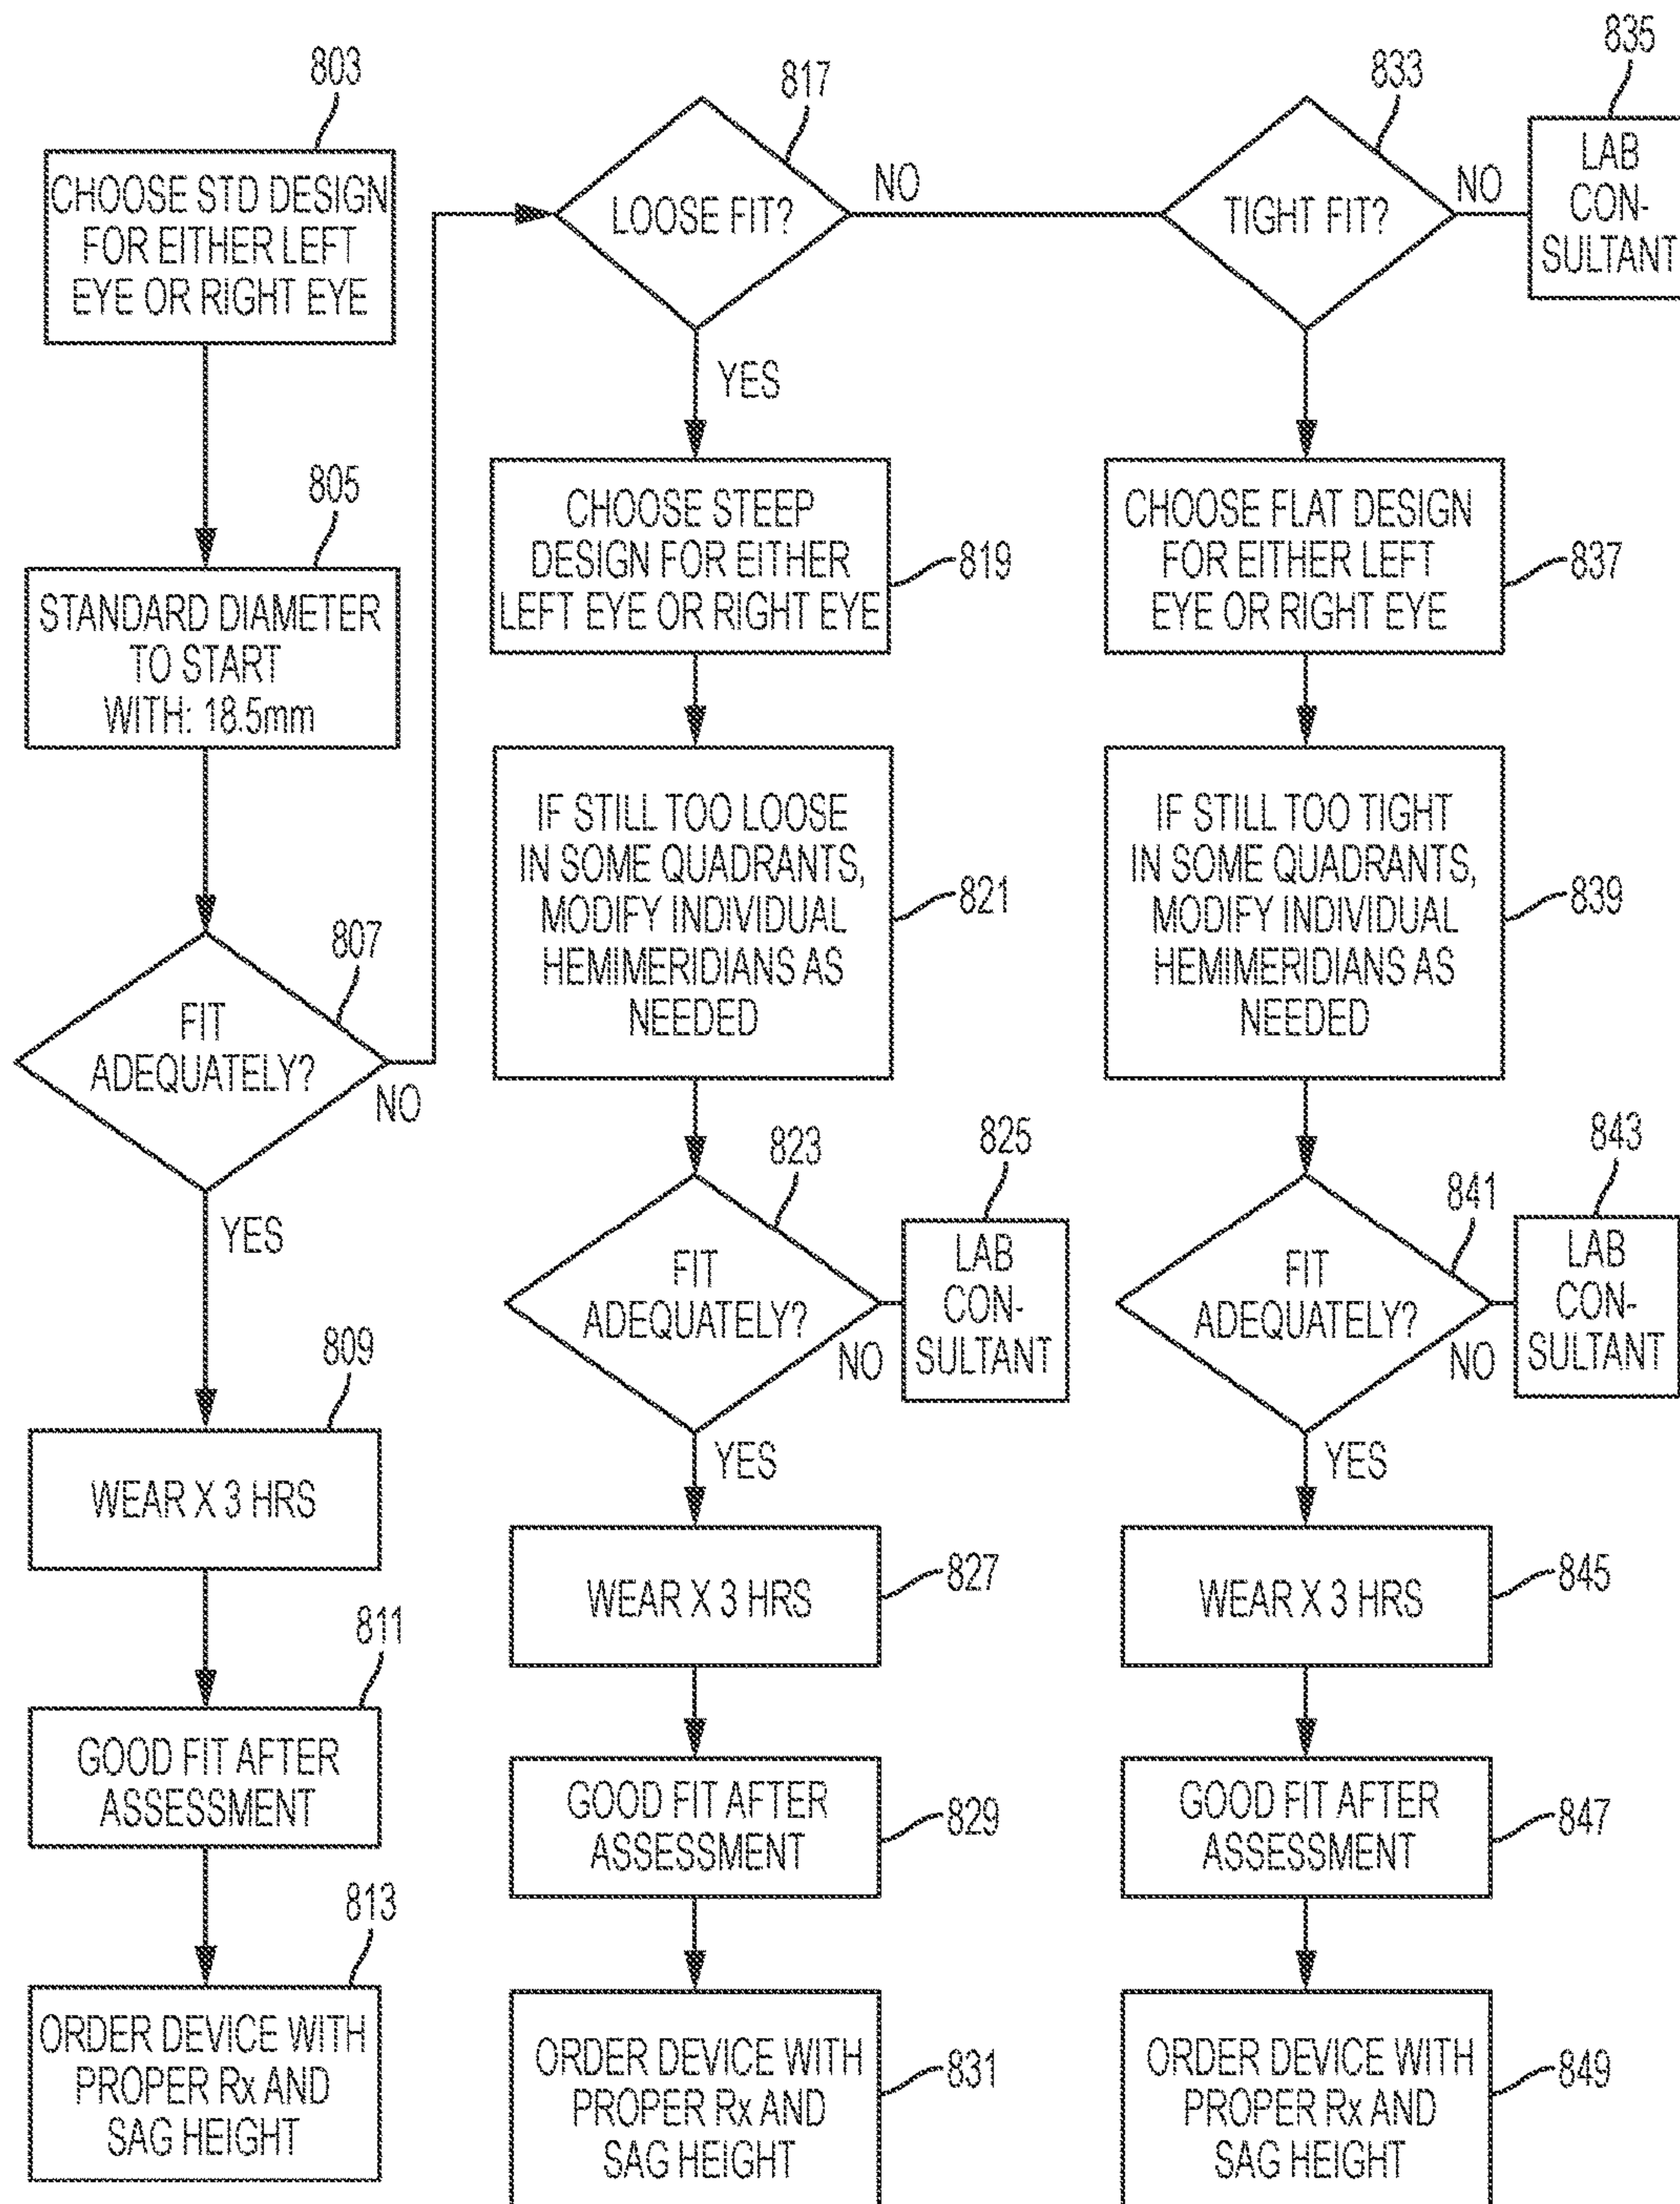 803
CHOOSE STD DESIGN
FOR EITHER LEFT
EYE OR RIGHT EYE
805
STANDARD DIAMETER
TO START
WITH: 18.5mm
807
FIT
ADEQUATELY?
NO
YES
809
WEAR X 3 HRS
811
GOOD FIT AFTER
ASSESSMENT
813
ORDER DEVICE WITH
PROPER Rx AND
SAG HEIGHT
817
LOOSE FIT?
NO
YES
CHOOSE STEEP
DESIGN FOR EITHER
LEFT EYE OR RIGHT EYE
819
IF STILL TOO LOOSE
IN SOME QUADRANTS,
MODIFY INDIVIDUAL
HEMIMERIDIANS AS
NEEDED
821
823
FIT
ADEQUATELY?
NO
825
LAB
CON-
SULTANT
YES
WEAR X 3 HRS
827
GOOD FIT AFTER
ASSESSMENT
829
ORDER DEVICE WITH
PROPER Rx AND
SAG HEIGHT
831
833
TIGHT FIT?
NO
835
LAB
CON-
SULTANT
CHOOSE FLAT DESIGN
FOR EITHER LEFT
EYE OR RIGHT EYE
837
IF STILL TOO TIGHT
IN SOME QUADRANTS,
MODIFY INDIVIDUAL
HEMIMERIDIANS AS
NEEDED
839
841
FIT
ADEQUATELY?
NO
843
LAB
CON-
SULTANT
YES
WEAR X 3 HRS
845
GOOD FIT AFTER
ASSESSMENT
847
ORDER DEVICE WITH
PROPER Rx AND
SAG HEIGHT
849